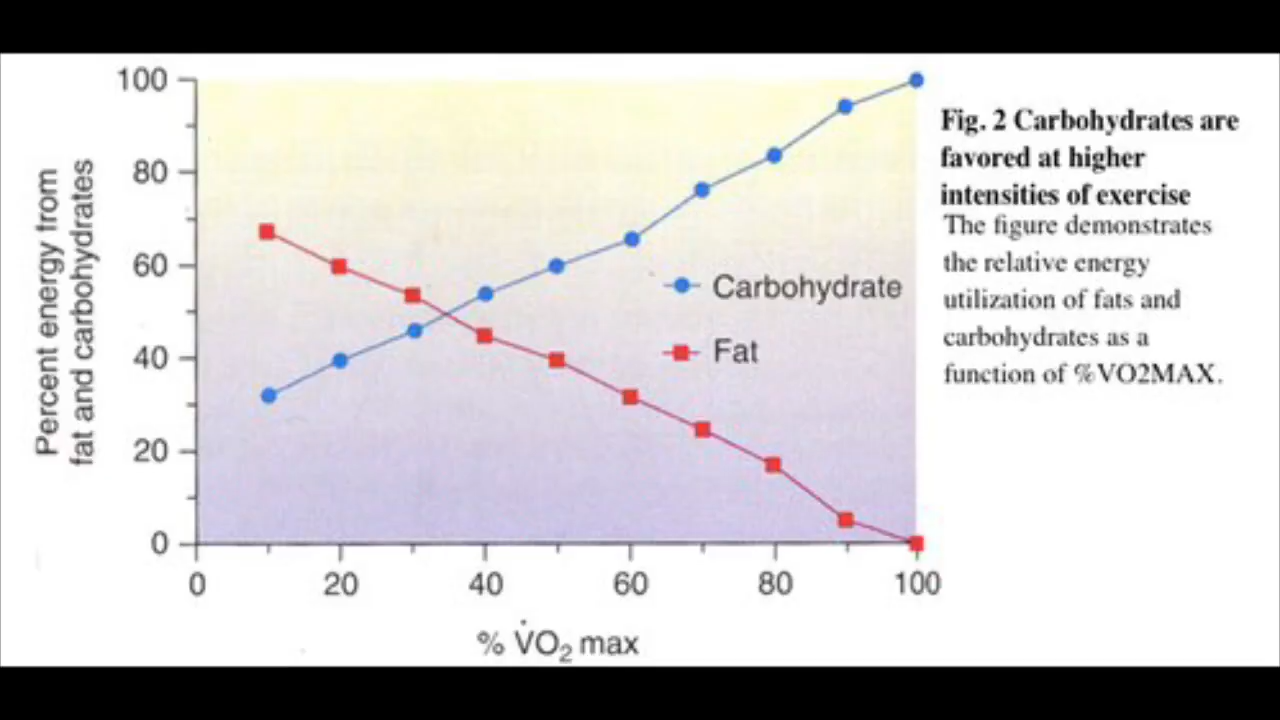 100
80
60
40
20
0
Percent energy from
fat and carbohydrates
Carbohydrate
Fat
0 20 40 60 80 100
% V̇O₂ max
Fig. 2 Carbohydrates are
favored at higher
intensities of exercise
The figure demonstrates
the relative energy
utilization of fats and
carbohydrates as a
function of %VO2MAX.